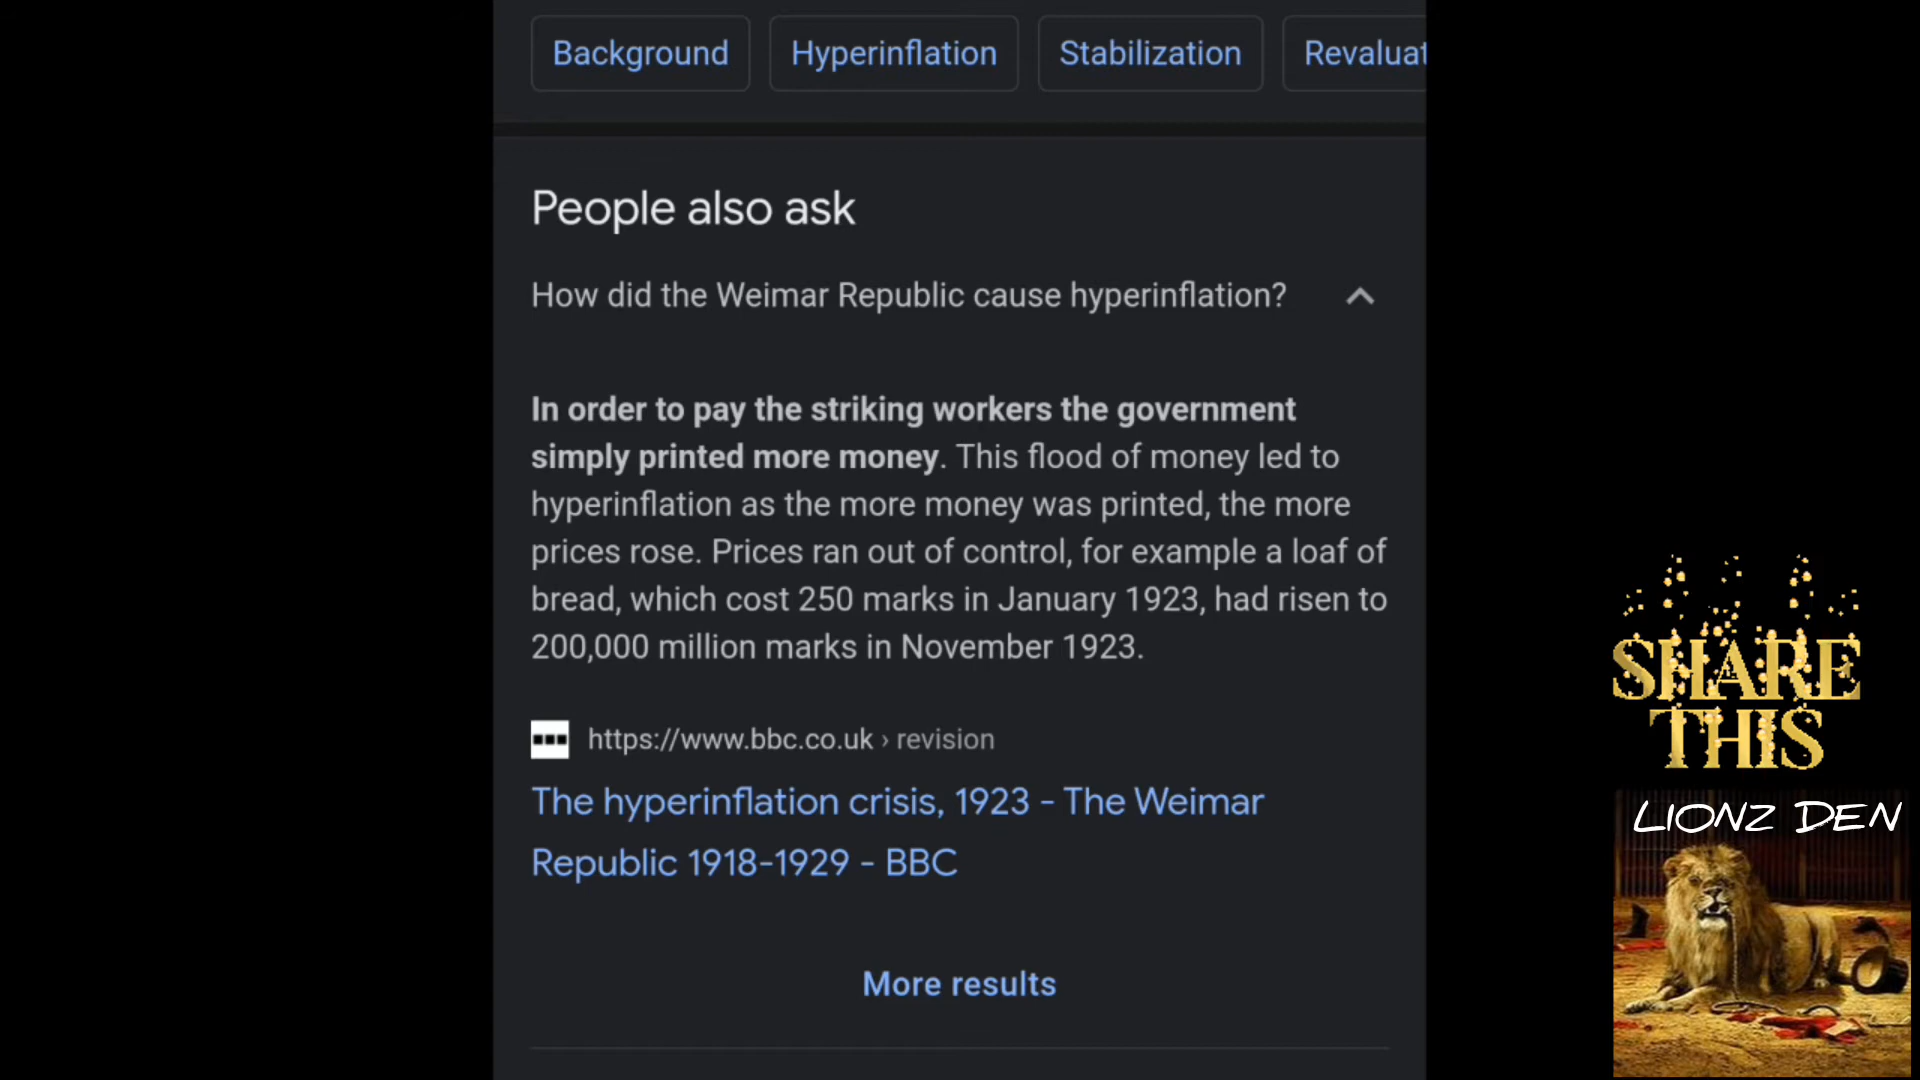 Background Hyperinflation Stabilization Revaluat
People also ask
How did the Weimar Republic cause hyperinflation?
In order to pay the striking workers the government
simply printed more money. This flood of money led to
hyperinflation as the more money was printed, the more
prices rose. Prices ran out of control, for example a loaf of
bread, which cost 250 marks in January 1923, had risen to
200,000 million marks in November 1923.
https://www.bbc.co.uk › revision
The hyperinflation crisis, 1923 - The Weimar
Republic 1918-1929 - BBC
More results
SHARE
THIS
LIONZ DEN